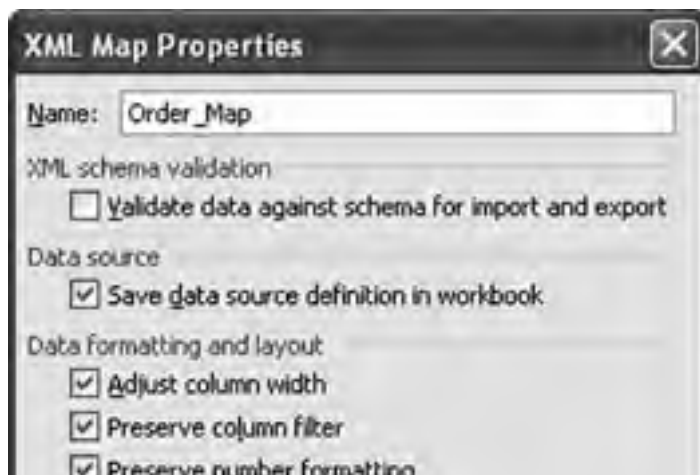 XML Map Properties
Name: Order_Map
XML schema validation
Validate data against schema for import and export
Data source
Save data source definition in workbook
Data formatting and layout
Adjust column width
Preserve column filter
Preserve number formatting